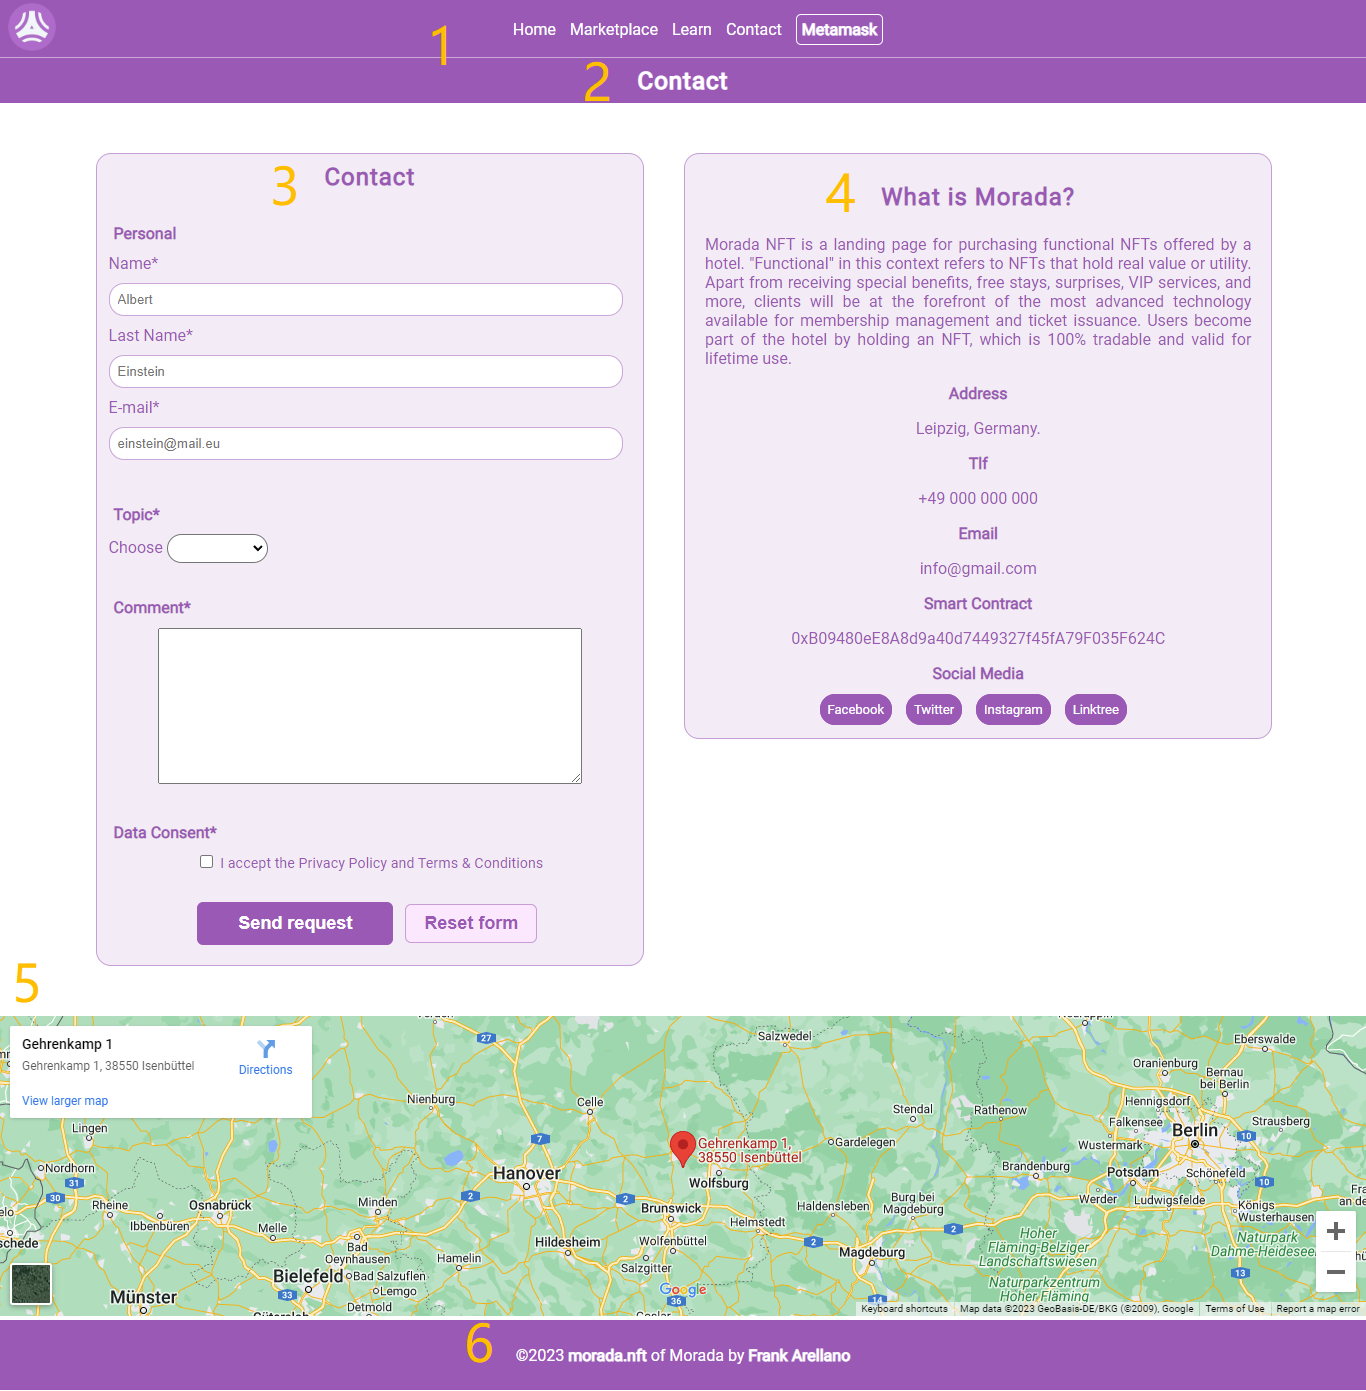 1
Home Marketplace Learn Contact Metamask
2 Contact
3 Contact
Personal
Name*
Albert
Last Name*
Einstein
E-mail*
einstein@mail.eu
Topic*
Choose
Comment*
Data Consent*
I accept the Privacy Policy and Terms & Conditions
Send request Reset form
4 What is Morada?
Morada NFT is a landing page for purchasing functional NFTs offered by a
hotel. "Functional" in this context refers to NFTs that hold real value or utility.
Apart from receiving special benefits, free stays, surprises, VIP services, and
more, clients will be at the forefront of the most advanced technology
available for membership management and ticket issuance. Users become
part of the hotel by holding an NFT, which is 100% tradable and valid for
lifetime use.
Address
Leipzig, Germany.
Tlf
+49 000 000 000
Email
info@gmail.com
Smart Contract
0xB09480eE8A8d9a40d7449327f45fA79F035F624C
Social Media
Facebook Twitter Instagram Linktree
5
Gehrenkamp 1
Gehrenkamp 1, 38550 Isenbüttel
Directions
View larger map
27
Salzwedel
Eberswalde
Oranienburg
Bernau
bei Berlin
Nienburg
Celle
Stendal
Rathenow
Hennigsdorf
Falkensee
Strausberg
Lingen
7
Gehrenkamp 1,
38550 Isenbüttel
Gardelegen
Wustermark
Berlin
10
Nordhorn
31
30
Hanover
Wolfsburg
Brandenburg
Potsdam
Schönefeld
10
Rheine
Osnabrück
Minden
2
2
Brunswick
Haldensleben
Burg bei
Magdeburg
2
Werder
Ludwigsfelde
Königs
Wusterhausen
Ibbenbüren
Melle
Helmstedt
2
Bad
Oeynhausen
Hamelin
Hildesheim
Wolfenbüttel
Salzgitter
Magdeburg
Hoher
Fläming-Belziger
Landschaftswiesen
Naturpark
Bielefeld
Bad Salzuflen
Lemgo
Detmold
33
Münster
Google
36
14
13
Naturparkzentrum
Hoher Fläming
Keyboard shortcuts Map data ©2023 GeoBasis-DE/BKG (©2009), Google Terms of Use Report a map error
6
©2023 morada.nft of Morada by Frank Arellano